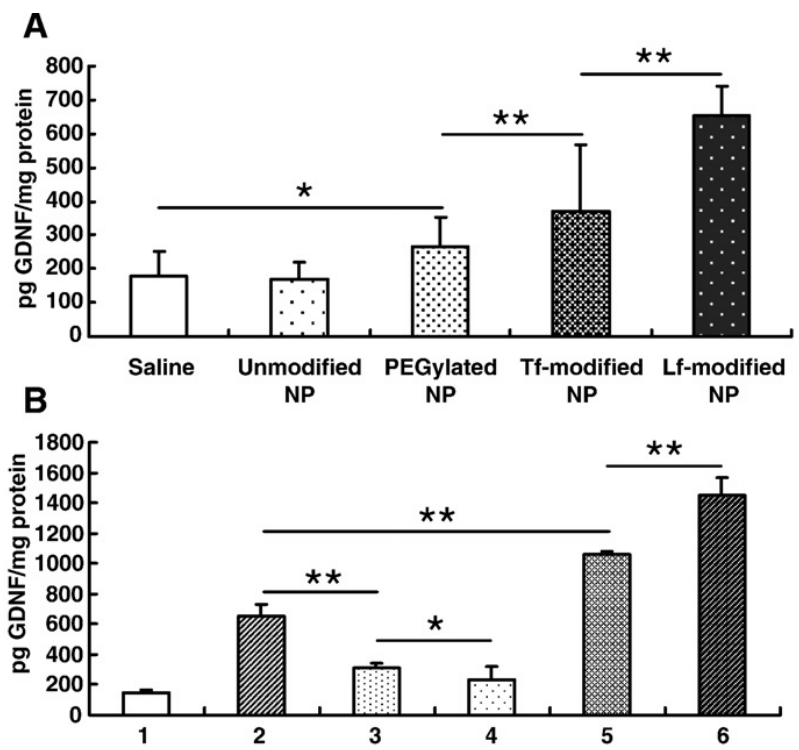 A
pg GDNF/mg protein
800
700
600
500
400
300
200
100
0
*
**
**
Saline
Unmodified NP
PEGylated NP
Tf-modified NP
Lf-modified NP
B
pg GDNF/mg protein
1800
1600
1400
1200
1000
800
600
400
200
0
**
*
**
**
1 2 3 4 5 6